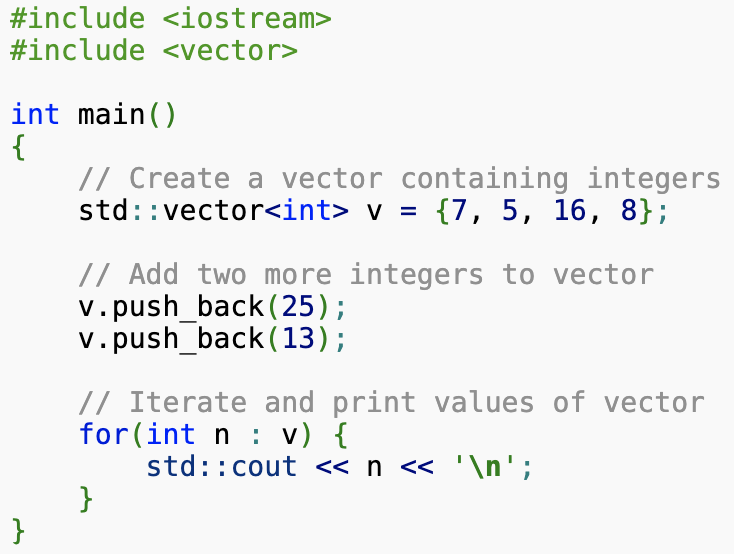 #include <iostream>
#include <vector>

int main()
{
    // Create a vector containing integers
    std::vector<int> v = {7, 5, 16, 8};

    // Add two more integers to vector
    v.push_back(25);
    v.push_back(13);

    // Iterate and print values of vector
    for(int n : v) {
        std::cout << n << '\n';
    }
}